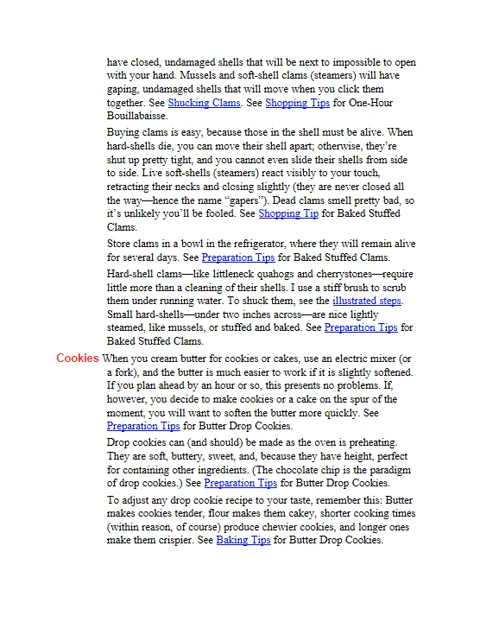 have closed, undamaged shells that will be next to impossible to open
with your hand. Mussels and soft-shell clams (steamers) will have
gaping, undamaged shells that will move when you click them
together. See Shucking Clams. See Shopping Tips for One-Hour
Bouillabaisse.
Buying clams is easy, because those in the shell must be alive. When
hard-shells die, you can move their shell apart; otherwise, they’re
shut up pretty tight, and you cannot even slide their shells from side
to side. Live soft-shells (steamers) react visibly to your touch,
retracting their necks and closing slightly (they are never closed all
the way—hence the name “gapers”). Dead clams smell pretty bad, so
it’s unlikely you’ll be fooled. See Shopping Tip for Baked Stuffed
Clams.
Store clams in a bowl in the refrigerator, where they will remain alive
for several days. See Preparation Tips for Baked Stuffed Clams.
Hard-shell clams—like littleneck quahogs and cherrystones—require
little more than a cleaning of their shells. I use a stiff brush to scrub
them under running water. To shuck them, see the illustrated steps.
Small hard-shells—under two inches across—are nice lightly
steamed, like mussels, or stuffed and baked. See Preparation Tips for
Baked Stuffed Clams.
Cookies When you cream butter for cookies or cakes, use an electric mixer (or
a fork), and the butter is much easier to work if it is slightly softened.
If you plan ahead by an hour or so, this presents no problems. If,
however, you decide to make cookies or a cake on the spur of the
moment, you will want to soften the butter more quickly. See
Preparation Tips for Butter Drop Cookies.
Drop cookies can (and should) be made as the oven is preheating.
They are soft, buttery, sweet, and, because they have height, perfect
for containing other ingredients. (The chocolate chip is the paradigm
of drop cookies.) See Preparation Tips for Butter Drop Cookies.
To adjust any drop cookie recipe to your taste, remember this: Butter
makes cookies tender, flour makes them cakey, shorter cooking times
(within reason, of course) produce chewier cookies, and longer ones
make them crispier. See Baking Tips for Butter Drop Cookies.